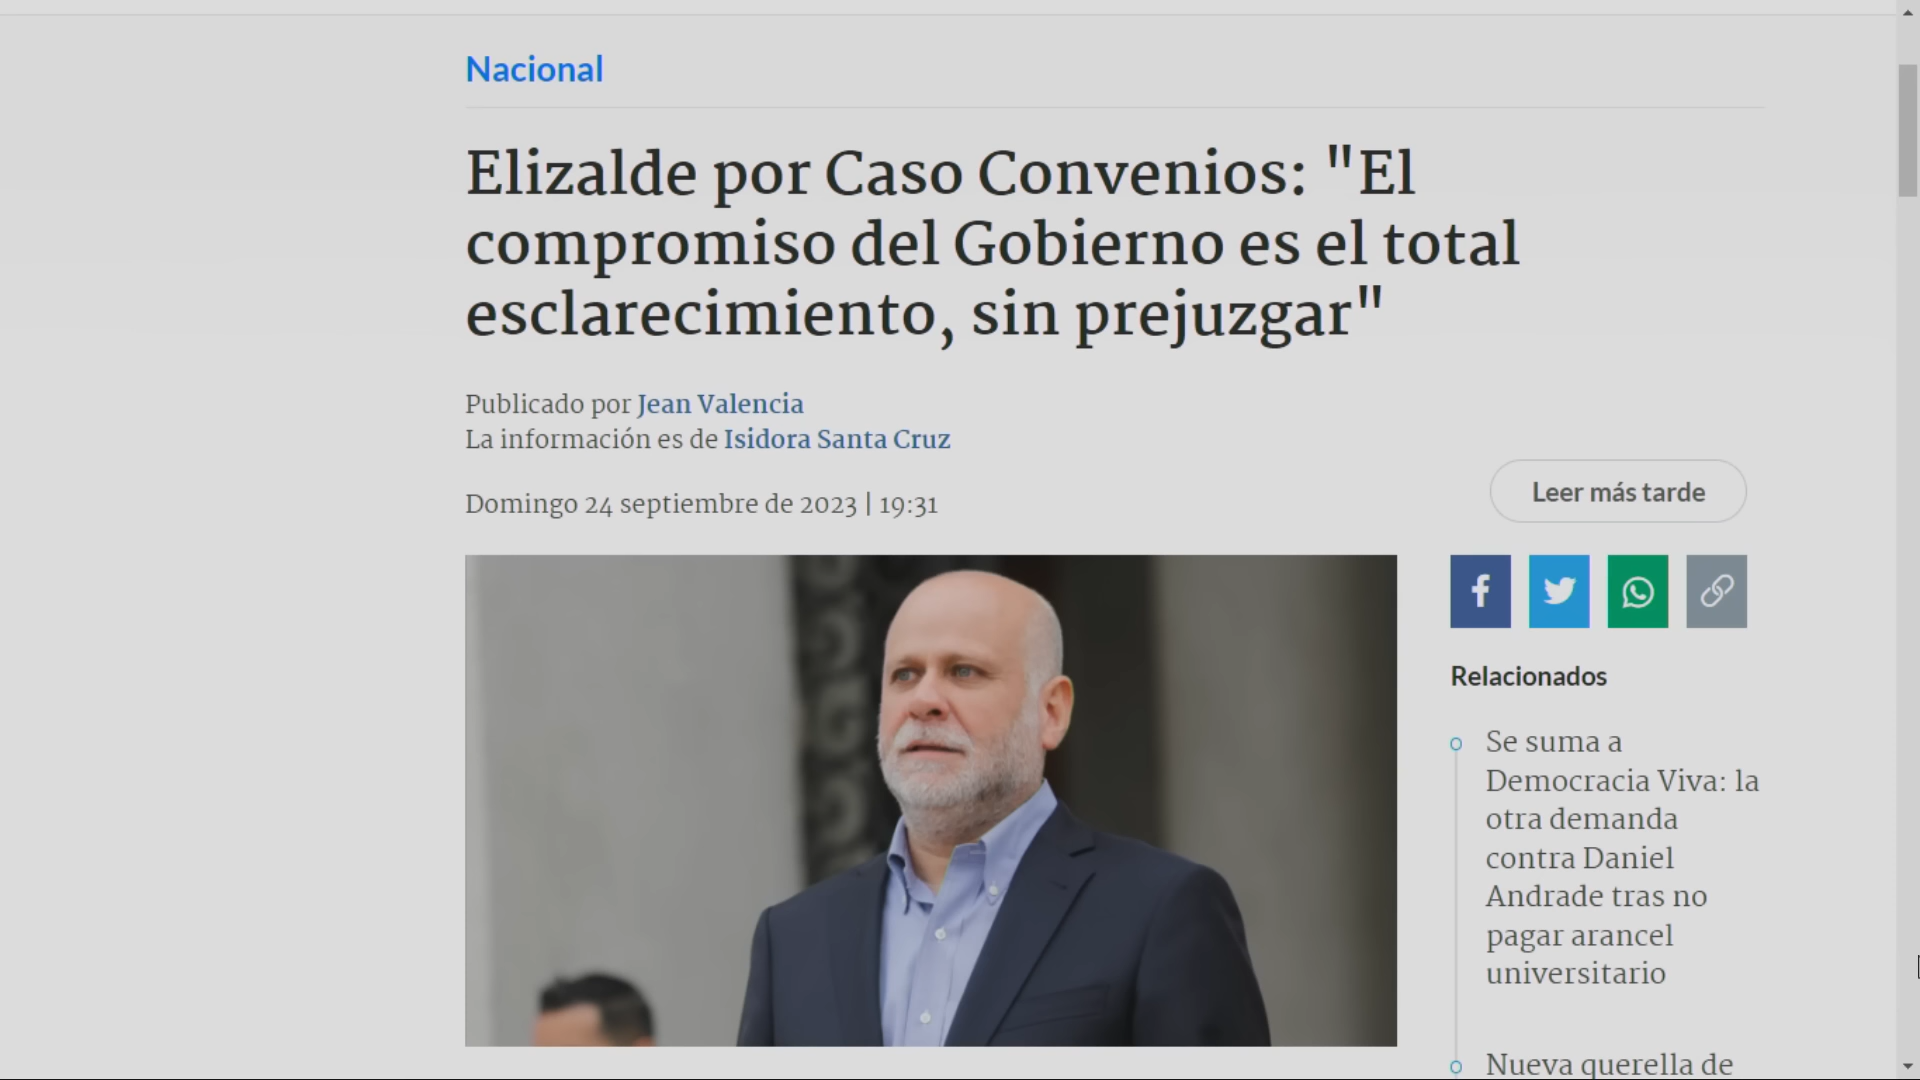 Nacional
Elizalde por Caso Convenios: "El
compromiso del Gobierno es el total
esclarecimiento, sin prejuzgar"
Publicado por Jean Valencia
La información es de Isidora Santa Cruz
Domingo 24 septiembre de 2023 | 19:31
Leer más tarde
Relacionados
Se suma a
Democracia Viva: la
otra demanda
contra Daniel
Andrade tras no
pagar arancel
universitario
Nueva querella de